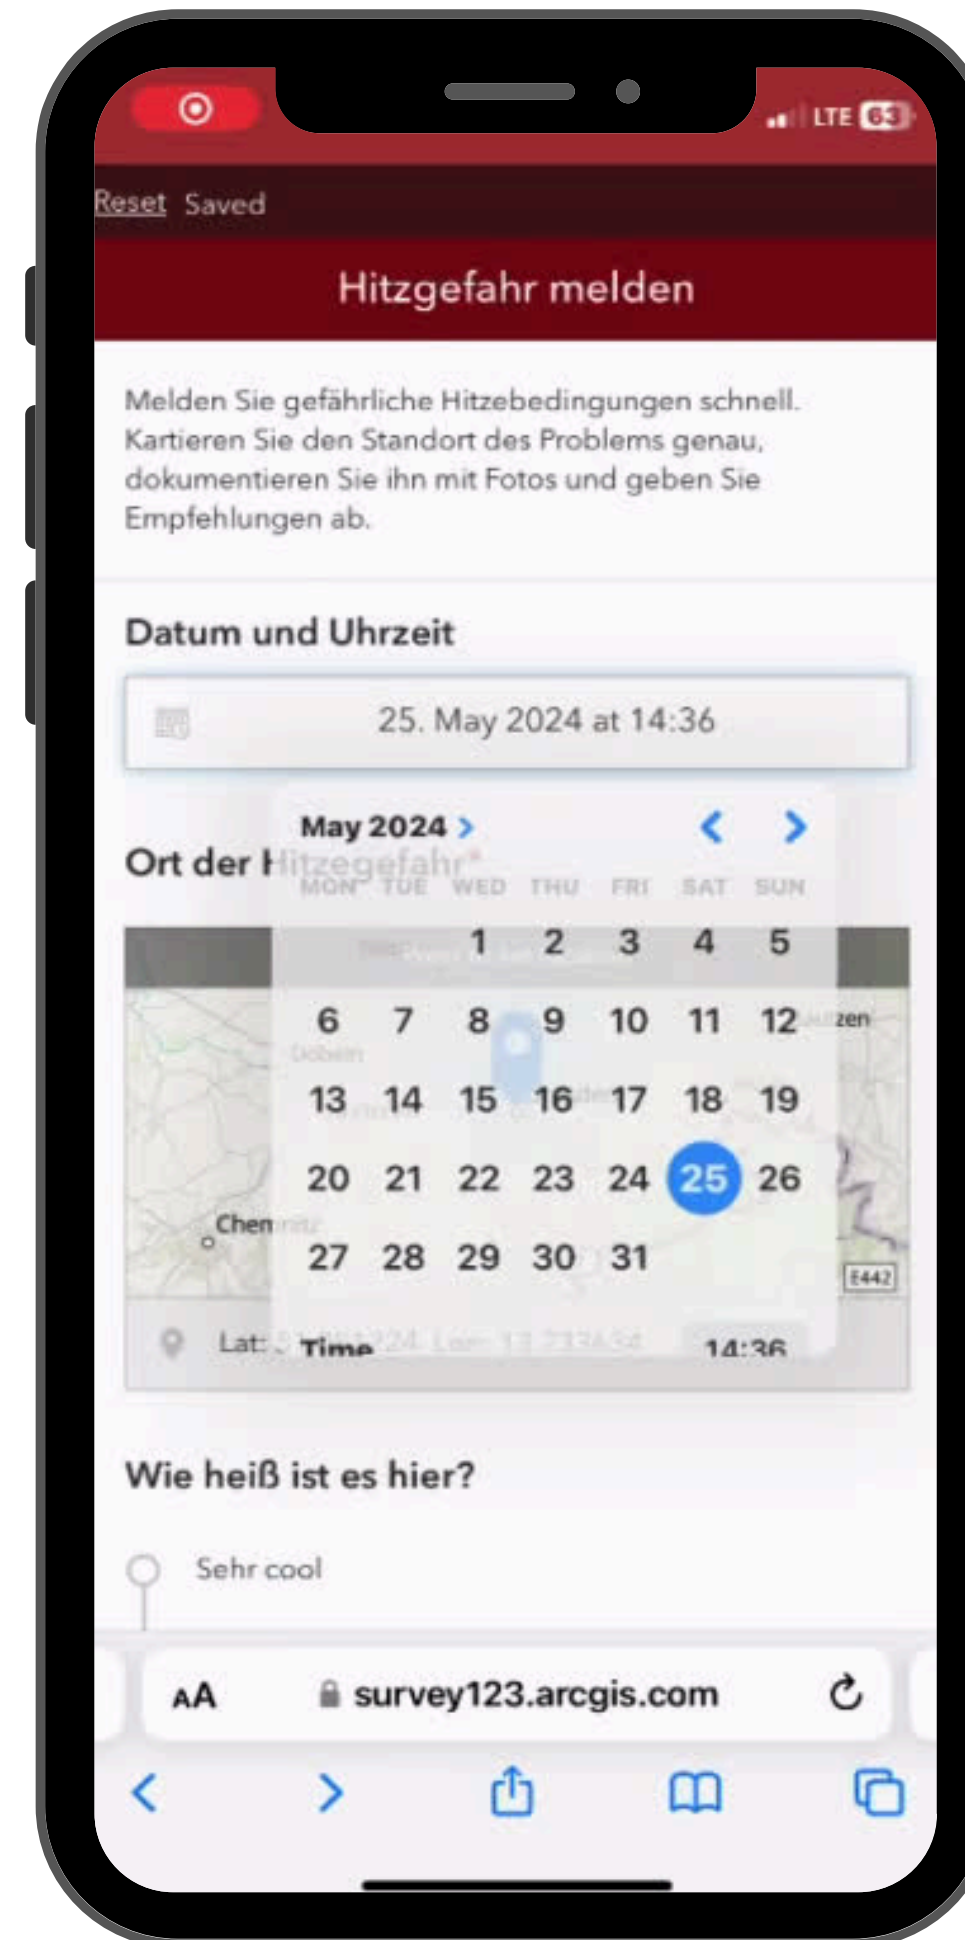 LTE 63
Reset Saved
Hitzgefahr melden
Melden Sie gefährliche Hitzebedingungen schnell.
Kartieren Sie den Standort des Problems genau,
dokumentieren Sie ihn mit Fotos und geben Sie
Empfehlungen ab.
Datum und Uhrzeit
25. May 2024 at 14:36
May 2024
Ort der Hitzegefahr*
MON TUE WED THU FRI SAT SUN
1 2 3 4 5
6 7 8 9 10 11 12
zen
Döbeln
13 14 15 16 17 18 19
20 21 22 23 24 25 26
Chemnitz
27 28 29 30 31
E442
Lat:
Time 14:36
Wie heiß ist es hier?
Sehr cool
AA survey123.arcgis.com